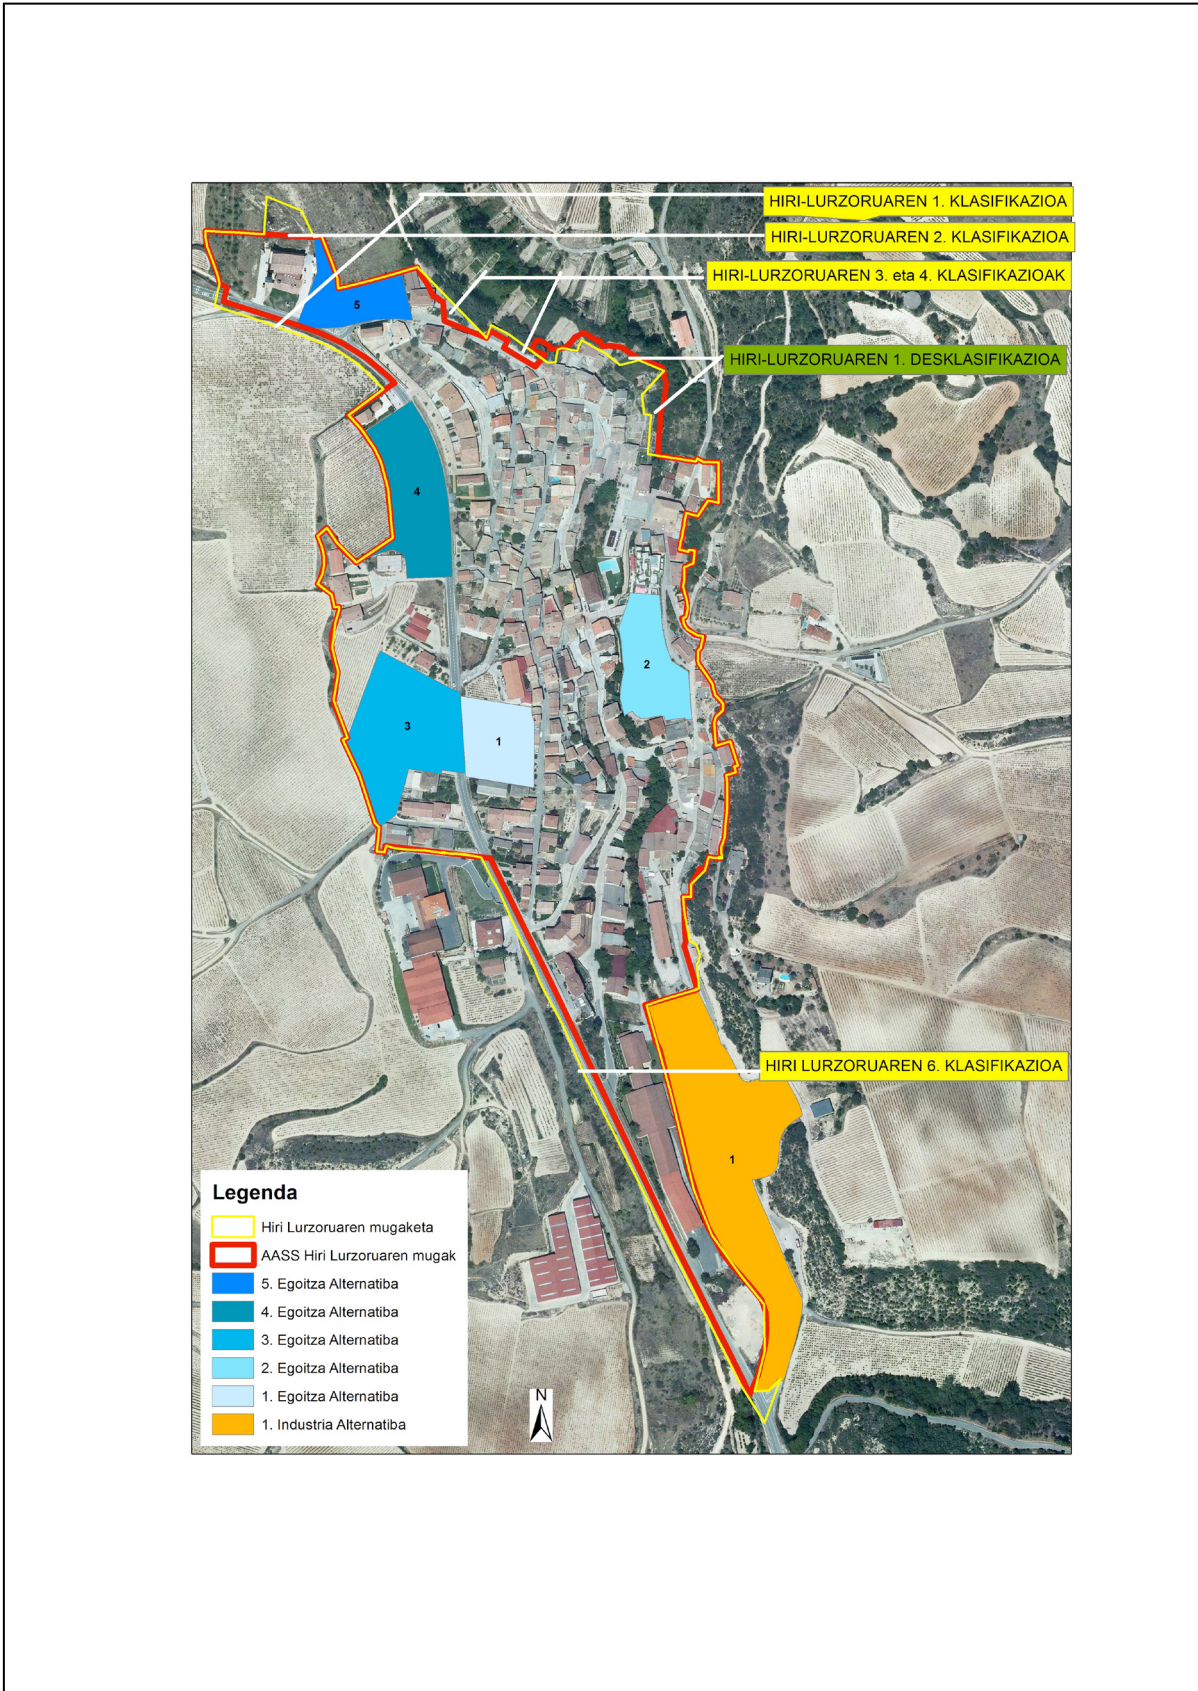 HIRI-LURZORUAREN 1. KLASIFIKAZIOA
HIRI-LURZORUAREN 2. KLASIFIKAZIOA
HIRI-LURZORUAREN 3. eta 4. KLASIFIKAZIOAK
5
HIRI-LURZORUAREN 1. DESKLASIFIKAZIOA
4
2
3
1
HIRI LURZORUAREN 6. KLASIFIKAZIOA
1
Legenda
Hiri Lurzoruaren mugaketa
AASS Hiri Lurzoruaren mugak
5. Egoitza Alternatiba
4. Egoitza Alternatiba
3. Egoitza Alternatiba
2. Egoitza Alternatiba
1. Egoitza Alternatiba
1. Industria Alternatiba
N